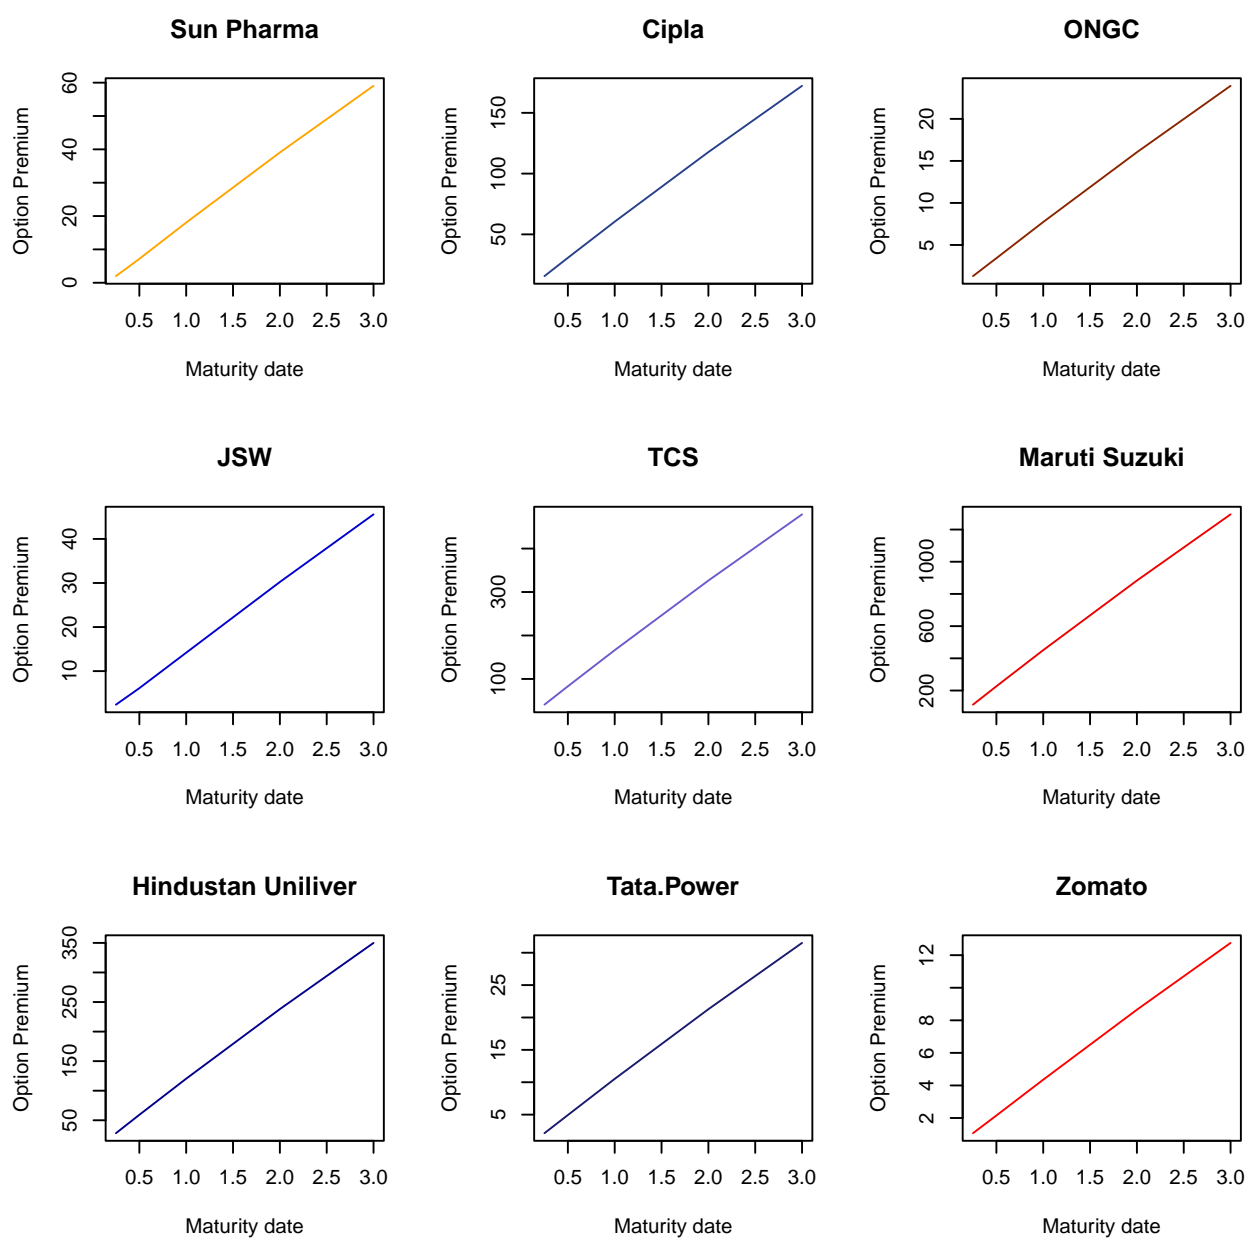 Sun Pharma
Option Premium
0 20 40 60
0.5 1.0 1.5 2.0 2.5 3.0
Maturity date
Cipla
Option Premium
50 100 150
0.5 1.0 1.5 2.0 2.5 3.0
Maturity date
ONGC
Option Premium
5 10 15 20
0.5 1.0 1.5 2.0 2.5 3.0
Maturity date
JSW
Option Premium
10 20 30 40
0.5 1.0 1.5 2.0 2.5 3.0
Maturity date
TCS
Option Premium
100 300
0.5 1.0 1.5 2.0 2.5 3.0
Maturity date
Maruti Suzuki
Option Premium
200 600 1000
0.5 1.0 1.5 2.0 2.5 3.0
Maturity date
Hindustan Uniliver
Option Premium
50 150 250 350
0.5 1.0 1.5 2.0 2.5 3.0
Maturity date
Tata.Power
Option Premium
5 15 25
0.5 1.0 1.5 2.0 2.5 3.0
Maturity date
Zomato
Option Premium
2 4 6 8 12
0.5 1.0 1.5 2.0 2.5 3.0
Maturity date